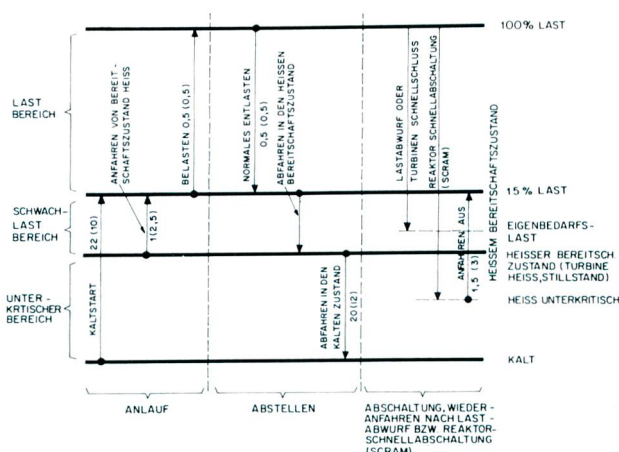 100% LAST
LAST
BEREICH
ANFAHREN VON BEREIT-
SCHAFTSZUSTAND HEISS
BELASTEN 0,5 (0,5)
NORMALES ENTLASTEN
0,5 (0,5)
ABFAHREN IN DEN HEISSEN
BEREITSCHAFTSZUSTAND
LASTABWURF ODER
TURBINEN SCHNELLSCHLUSS
REAKTOR SCHNELLABSCHALTUNG
(SCRAM)
15% LAST
SCHWACH-
LAST
BEREICH
22 (10)
1(2,5)
EIGENBEDARFS-
LAST
HEISSER BEREITSCH.
ZUSTAND (TURBINE
HEISS,STILLSTAND)
ANFAHREN AUS
HEISSEM BEREITSCHAFTSZUSTAND
1,5 (3)
UNTER-
KRTISCHER
BEREICH
KALTSTART
ABFAHREN IN DEN
KALTEN ZUSTAND
20(12)
HEISS UNTERKRITISCH
KALT
ANLAUF
ABSTELLEN
ABSCHALTUNG, WIEDER-
ANFAHREN NACH LAST-
ABWURF BZW. REAKTOR-
SCHNELLABSCHALTUNG
(SCRAM)